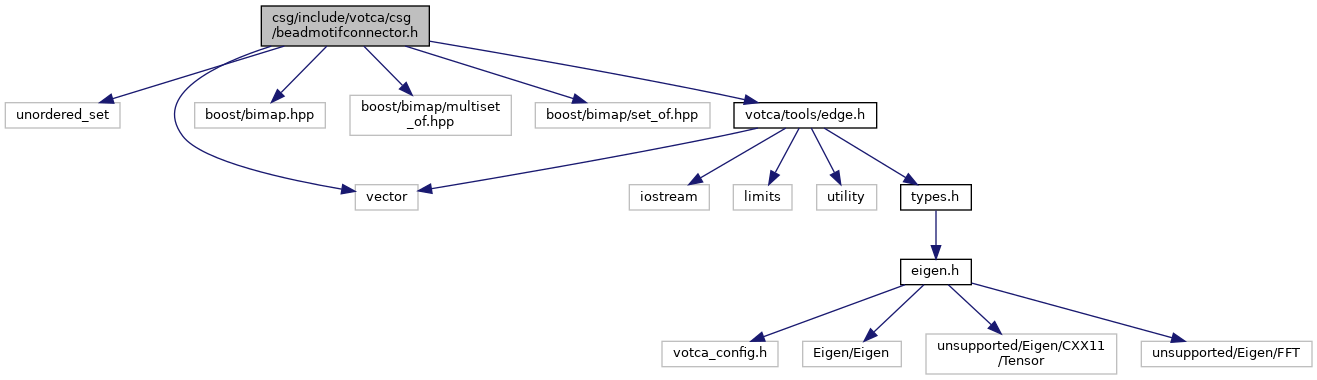 csg/include/votca/csg
/beadmotifconnector.h
unordered_set
boost/bimap.hpp
boost/bimap/multiset
_of.hpp
boost/bimap/set_of.hpp
votca/tools/edge.h
vector
iostream
limits
utility
types.h
eigen.h
votca_config.h
Eigen/Eigen
unsupported/Eigen/CXX11
/Tensor
unsupported/Eigen/FFT